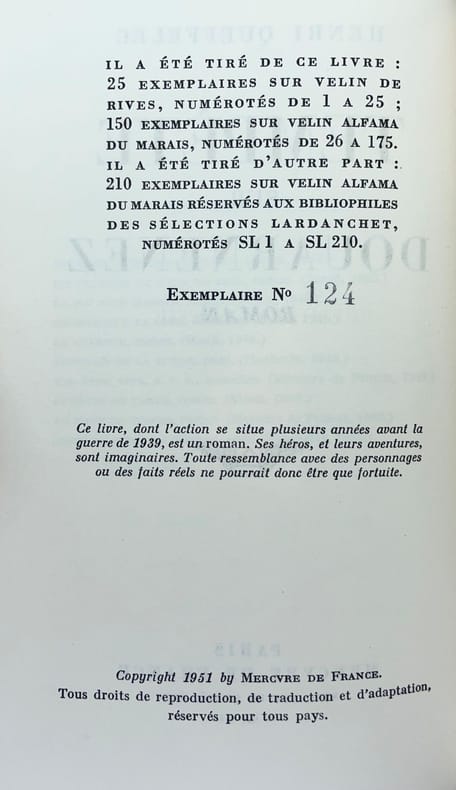 IL A ÉTÉ TIRÉ DE CE LIVRE :
25 EXEMPLAIRES SUR VELIN DE
RIVES, NUMÉROTÉS DE 1 A 25 ;
150 EXEMPLAIRES SUR VELIN ALFAMA
DU MARAIS, NUMÉROTÉS DE 26 A 175.
IL A ÉTÉ TIRÉ D'AUTRE PART :
210 EXEMPLAIRES SUR VELIN ALFAMA
DU MARAIS RÉSERVÉS AUX BIBLIOPHILES
DES SÉLECTIONS LARDANCHET,
NUMÉROTÉS SL 1 A SL 210.
EXEMPLAIRE No 124
Ce livre, dont l'action se situe plusieurs années avant la
guerre de 1939, est un roman. Ses héros, et leurs aventures,
sont imaginaires. Toute ressemblance avec des personnages
ou des faits réels ne pourrait donc être que fortuite.
Copyright 1951 by MERCVRE DE FRANCE.
Tous droits de reproduction, de traduction et d'adaptation,
réservés pour tous pays.